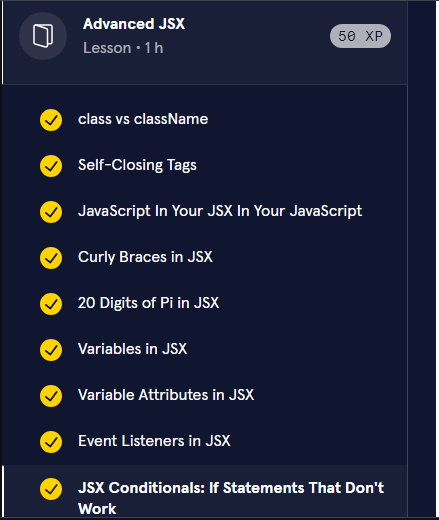 Advanced JSX
Lesson • 1 h
50 XP
class vs className
Self-Closing Tags
JavaScript In Your JSX In Your JavaScript
Curly Braces in JSX
20 Digits of Pi in JSX
Variables in JSX
Variable Attributes in JSX
Event Listeners in JSX
JSX Conditionals: If Statements That Don't
Work